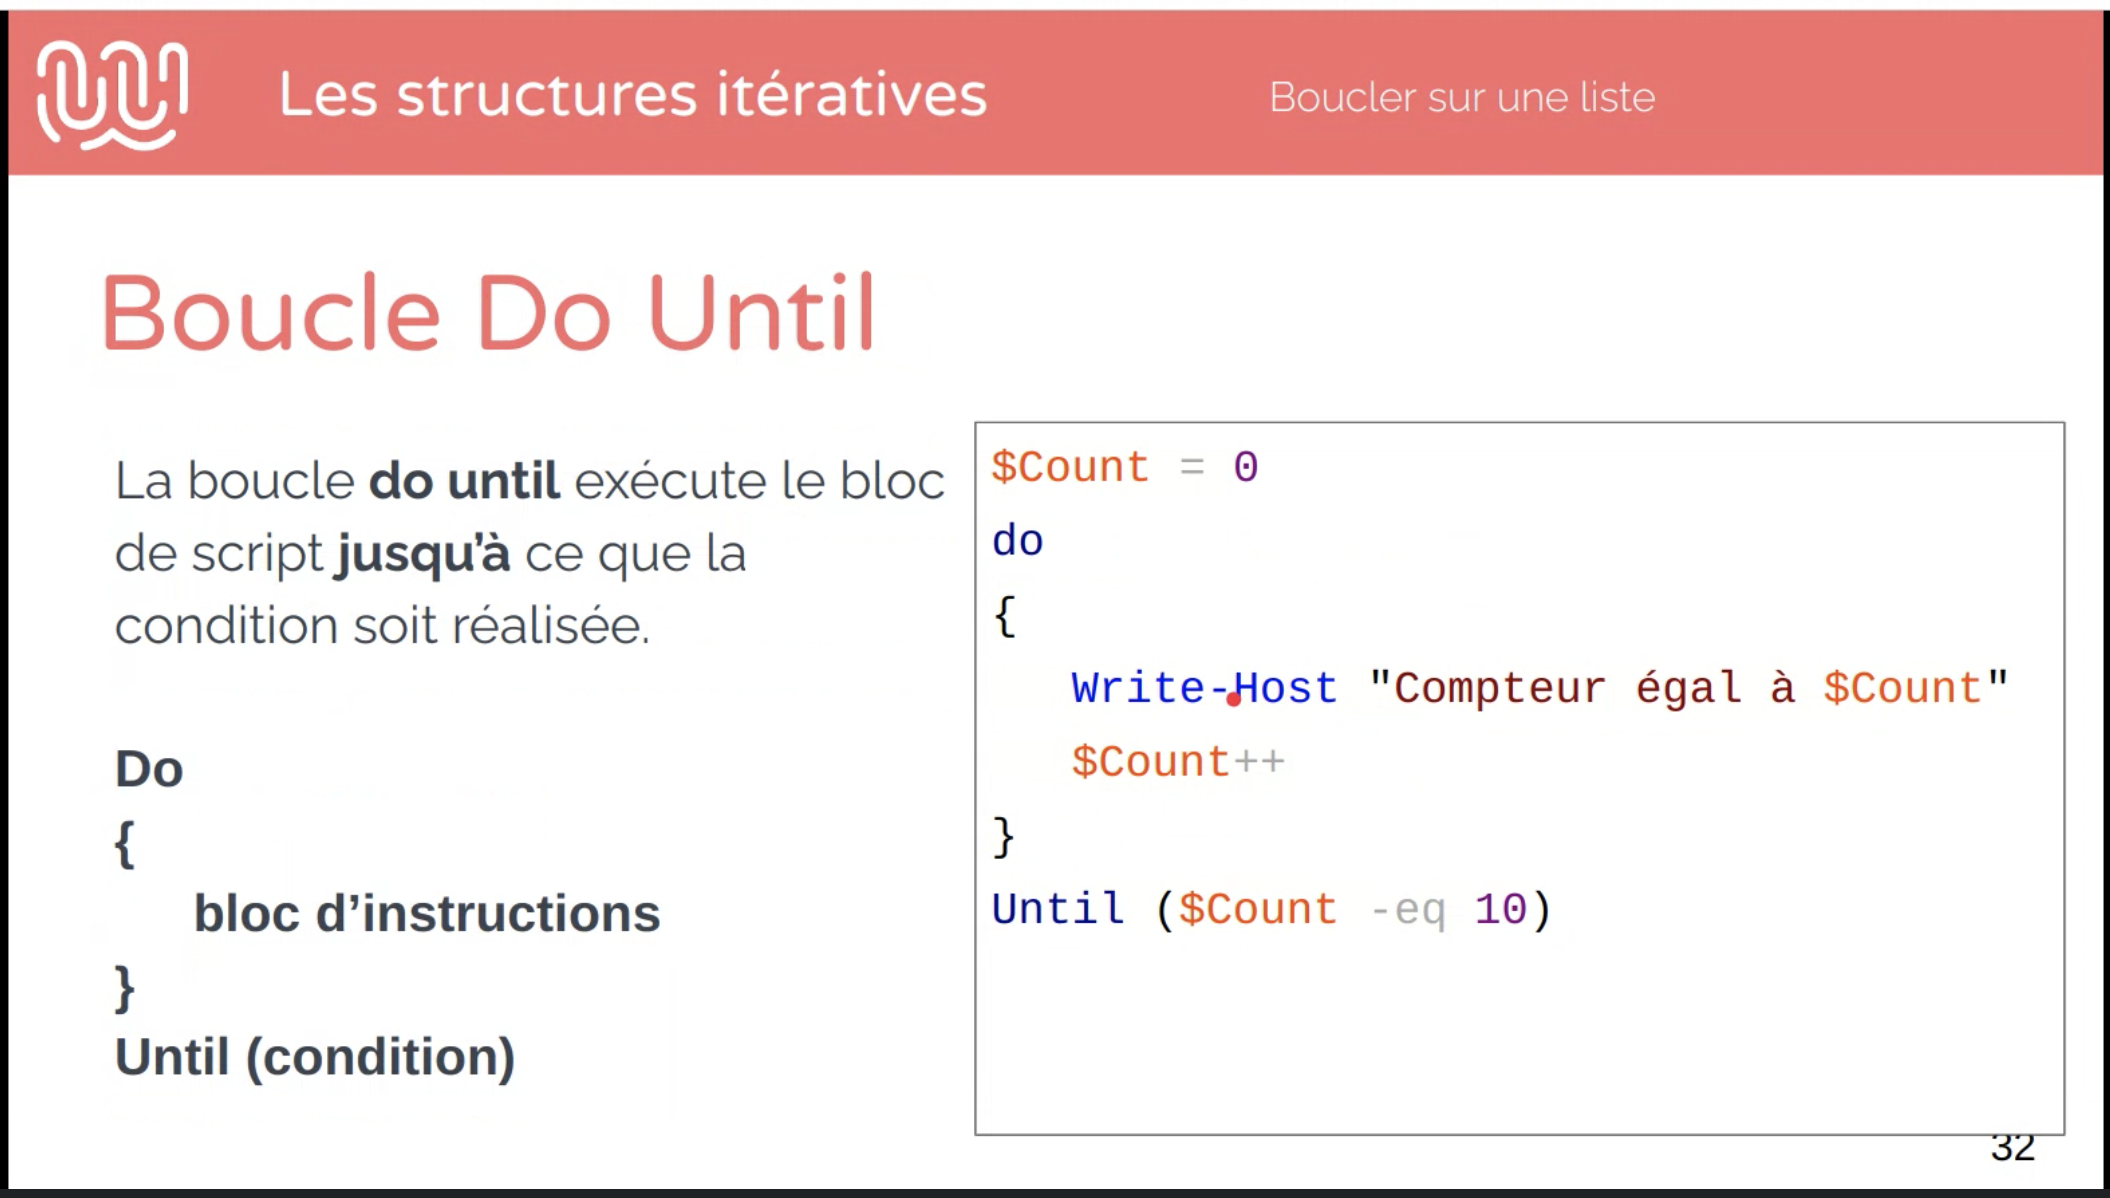 Les structures itératives
Boucler sur une liste
Boucle Do Until
La boucle do until exécute le bloc
de script jusqu’à ce que la
condition soit réalisée.
Do
{
bloc d’instructions
}
Until (condition)
$Count = 0
do
{
Write-Host "Compteur égal à $Count"
$Count++
}
Until ($Count -eq 10)
32